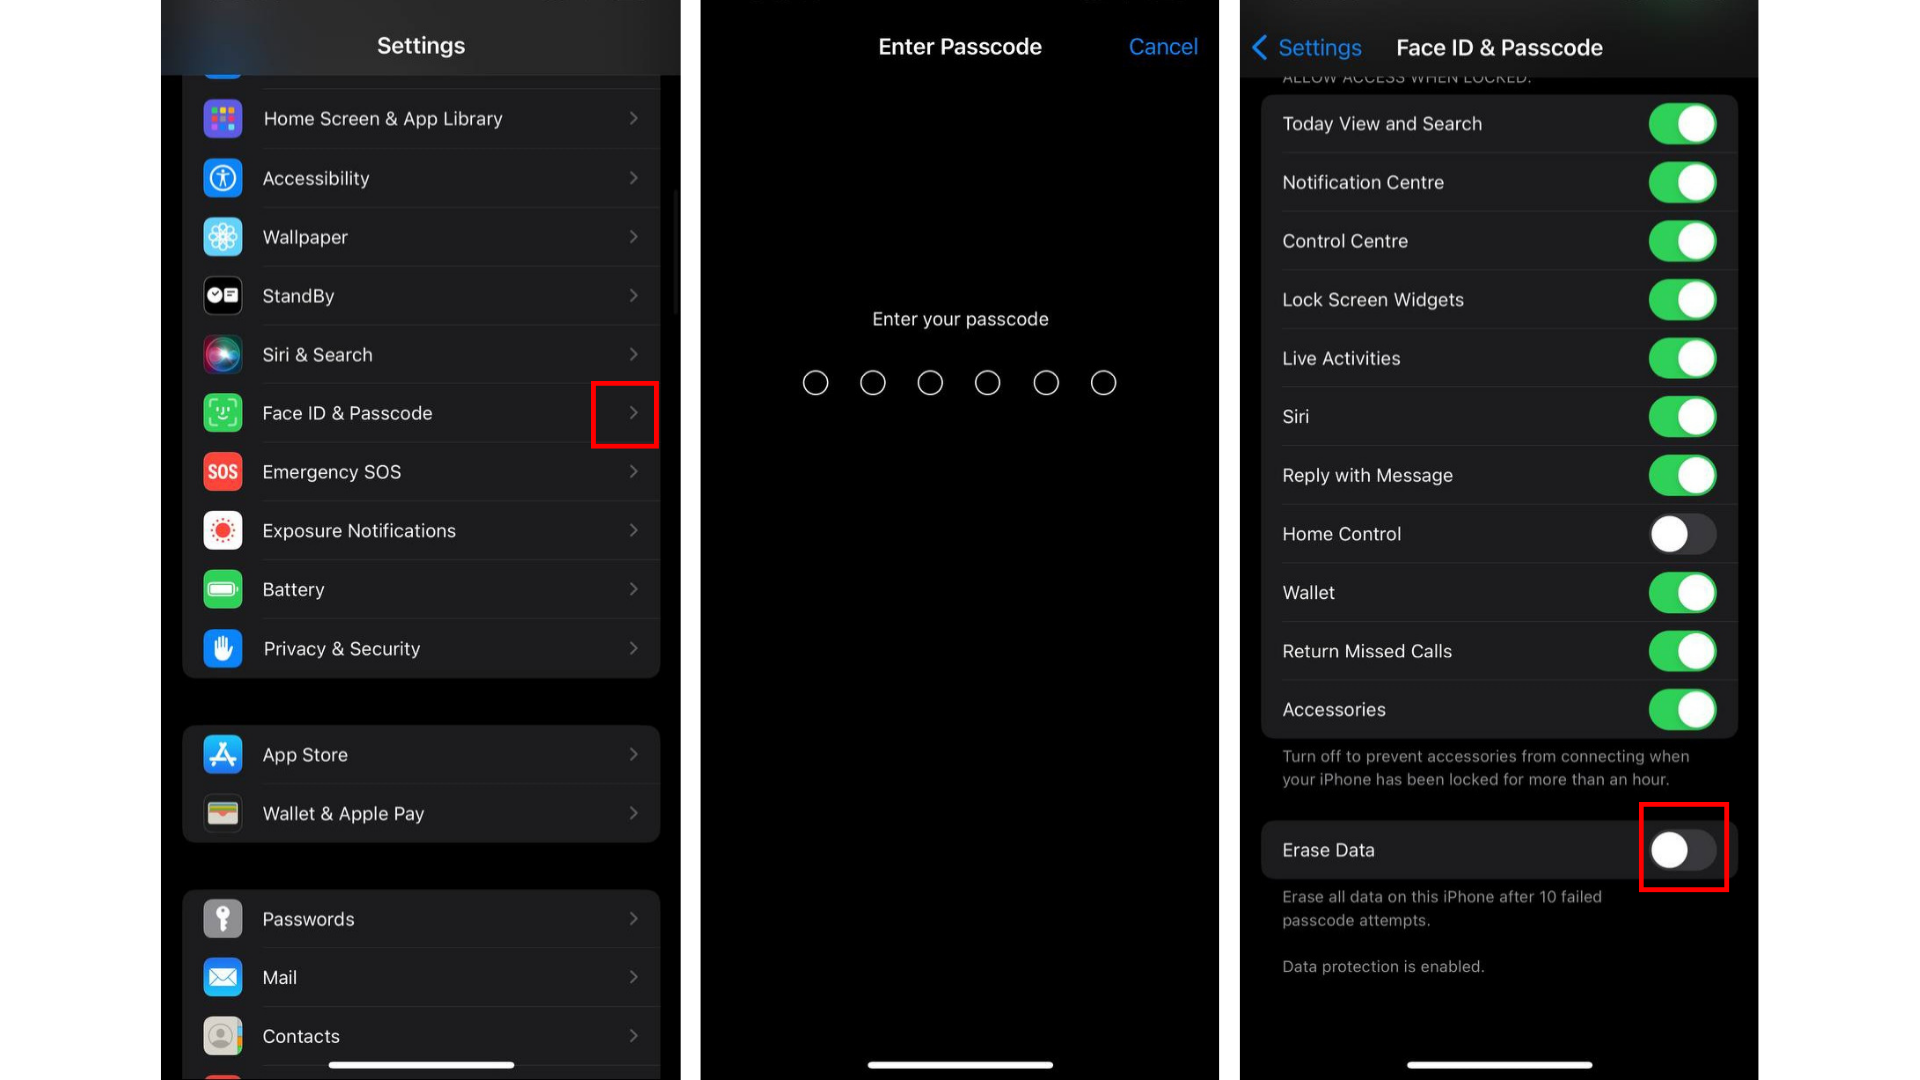 Settings
Home Screen & App Library
Accessibility
Wallpaper
StandBy
Siri & Search
Face ID & Passcode
SOS
Emergency SOS
Exposure Notifications
Battery
Privacy & Security
App Store
Wallet & Apple Pay
Passwords
Mail
Contacts
Enter Passcode
Cancel
Enter your passcode
Settings
Face ID & Passcode
ALLOW ACCESS WHEN LOCKED:
Today View and Search
Notification Centre
Control Centre
Lock Screen Widgets
Live Activities
Siri
Reply with Message
Home Control
Wallet
Return Missed Calls
Accessories
Turn off to prevent accessories from connecting when
your iPhone has been locked for more than an hour.
Erase Data
Erase all data on this iPhone after 10 failed
passcode attempts.
Data protection is enabled.